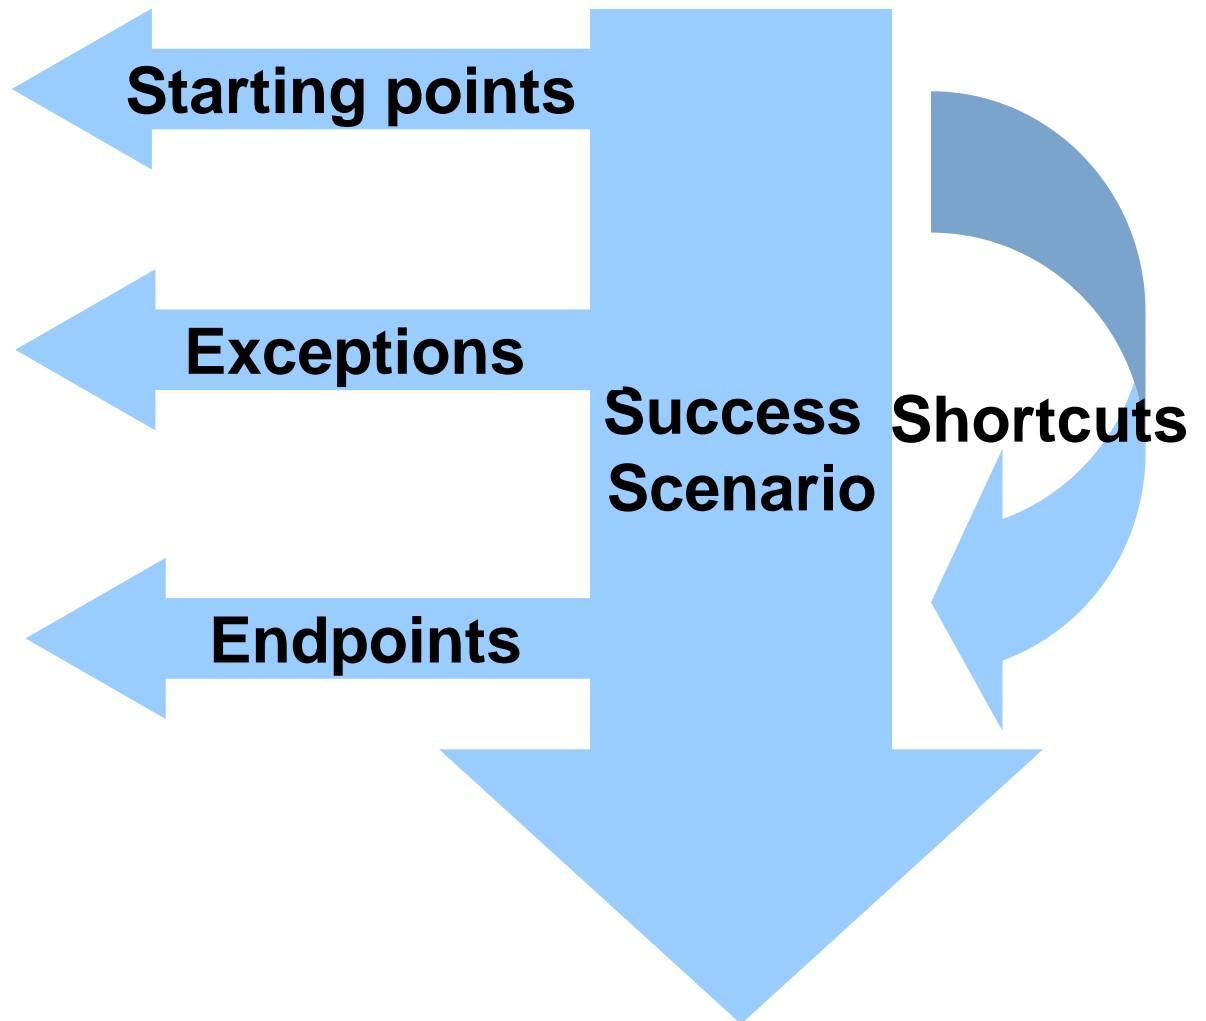 Starting points
Exceptions
Success
Scenario
Shortcuts
Endpoints